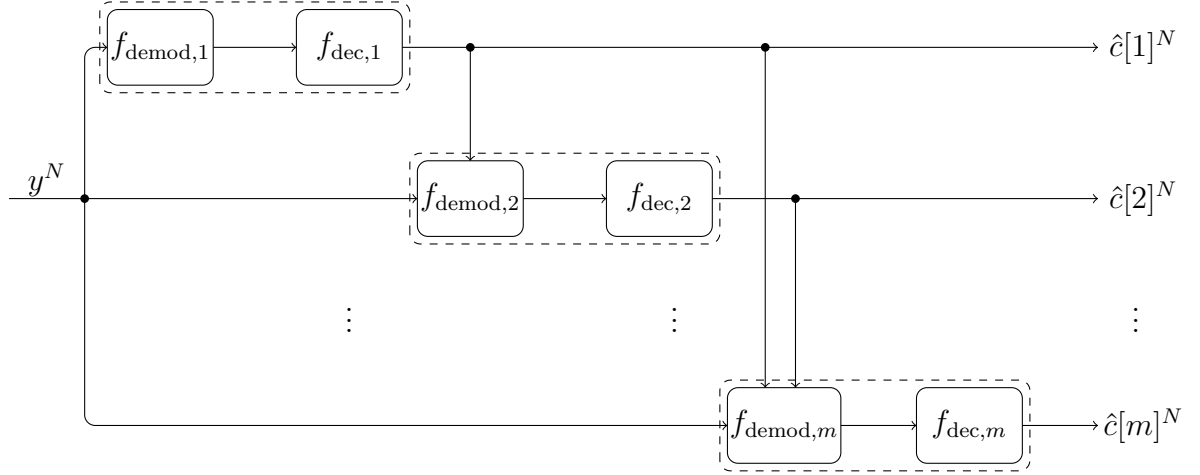 f_demod,1 f_dec,1 ĉ[1]^N
y^N f_demod,2 f_dec,2 ĉ[2]^N
⋮ ⋮ ⋮
f_demod,m f_dec,m ĉ[m]^N